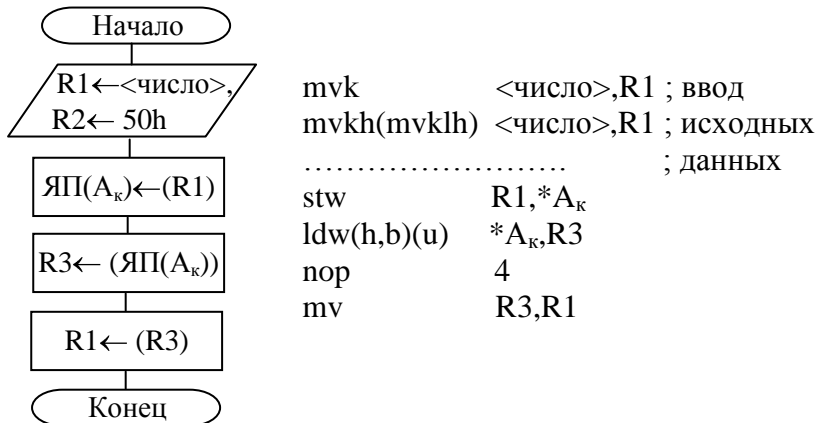 Начало
R1←<число>,
R2← 50h
ЯП(Aк)←(R1)
R3← (ЯП(Aк))
R1← (R3)
Конец
mvk <число>,R1 ; ввод
mvkh(mvklh) <число>,R1 ; исходных
……………………. ; данных
stw R1,*Aк
ldw(h,b)(u) *Aк,R3
nop 4
mv R3,R1